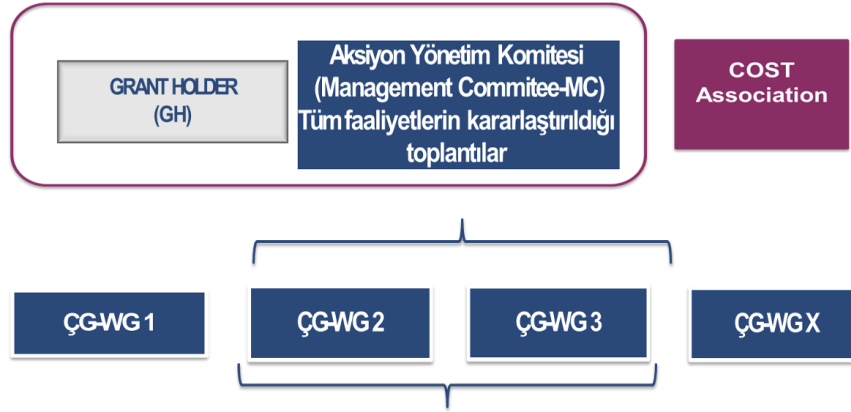 GRANT HOLDER
(GH)
Aksiyon Yönetim Komitesi
(Management Commitee-MC)
Tüm faaliyetlerin kararlaştırıldığı
toplantılar
COST
Association
ÇG-WG 1
ÇG-WG 2
ÇG-WG 3
ÇG-WG X